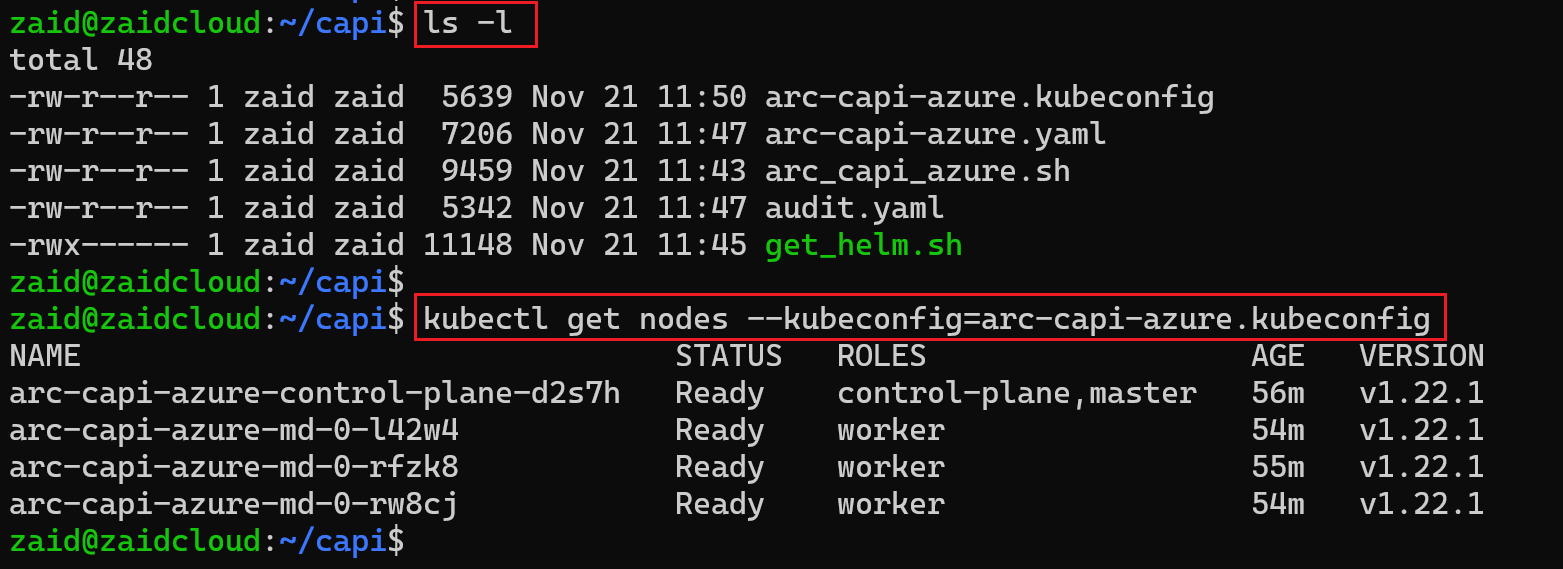 zaid@zaidcloud:~/capi$ ls -l
total 48
-rw-r--r-- 1 zaid zaid  5639 Nov 21 11:50 arc-capi-azure.kubeconfig
-rw-r--r-- 1 zaid zaid  7206 Nov 21 11:47 arc-capi-azure.yaml
-rw-r--r-- 1 zaid zaid  9459 Nov 21 11:43 arc_capi_azure.sh
-rw-r--r-- 1 zaid zaid  5342 Nov 21 11:47 audit.yaml
-rwx------ 1 zaid zaid 11148 Nov 21 11:45 get_helm.sh
zaid@zaidcloud:~/capi$
zaid@zaidcloud:~/capi$ kubectl get nodes --kubeconfig=arc-capi-azure.kubeconfig
NAME                                 STATUS   ROLES                  AGE   VERSION
arc-capi-azure-control-plane-d2s7h   Ready    control-plane,master   56m   v1.22.1
arc-capi-azure-md-0-l42w4            Ready    worker                 54m   v1.22.1
arc-capi-azure-md-0-rfzk8            Ready    worker                 55m   v1.22.1
arc-capi-azure-md-0-rw8cj            Ready    worker                 54m   v1.22.1
zaid@zaidcloud:~/capi$